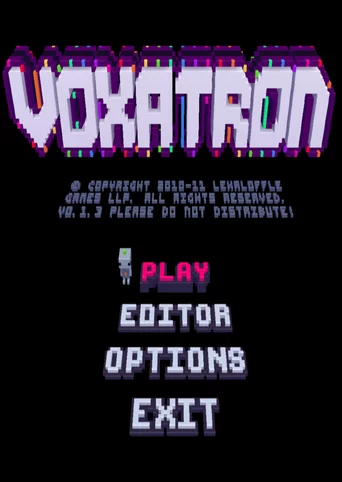 VOXATRON
© COPYRIGHT 2010-11 LEXALOFFLE
GAMES LLP. ALL RIGHTS RESERVED.
V0.1.3 PLEASE DO NOT DISTRIBUTE!
PLAY
EDITOR
OPTIONS
EXIT